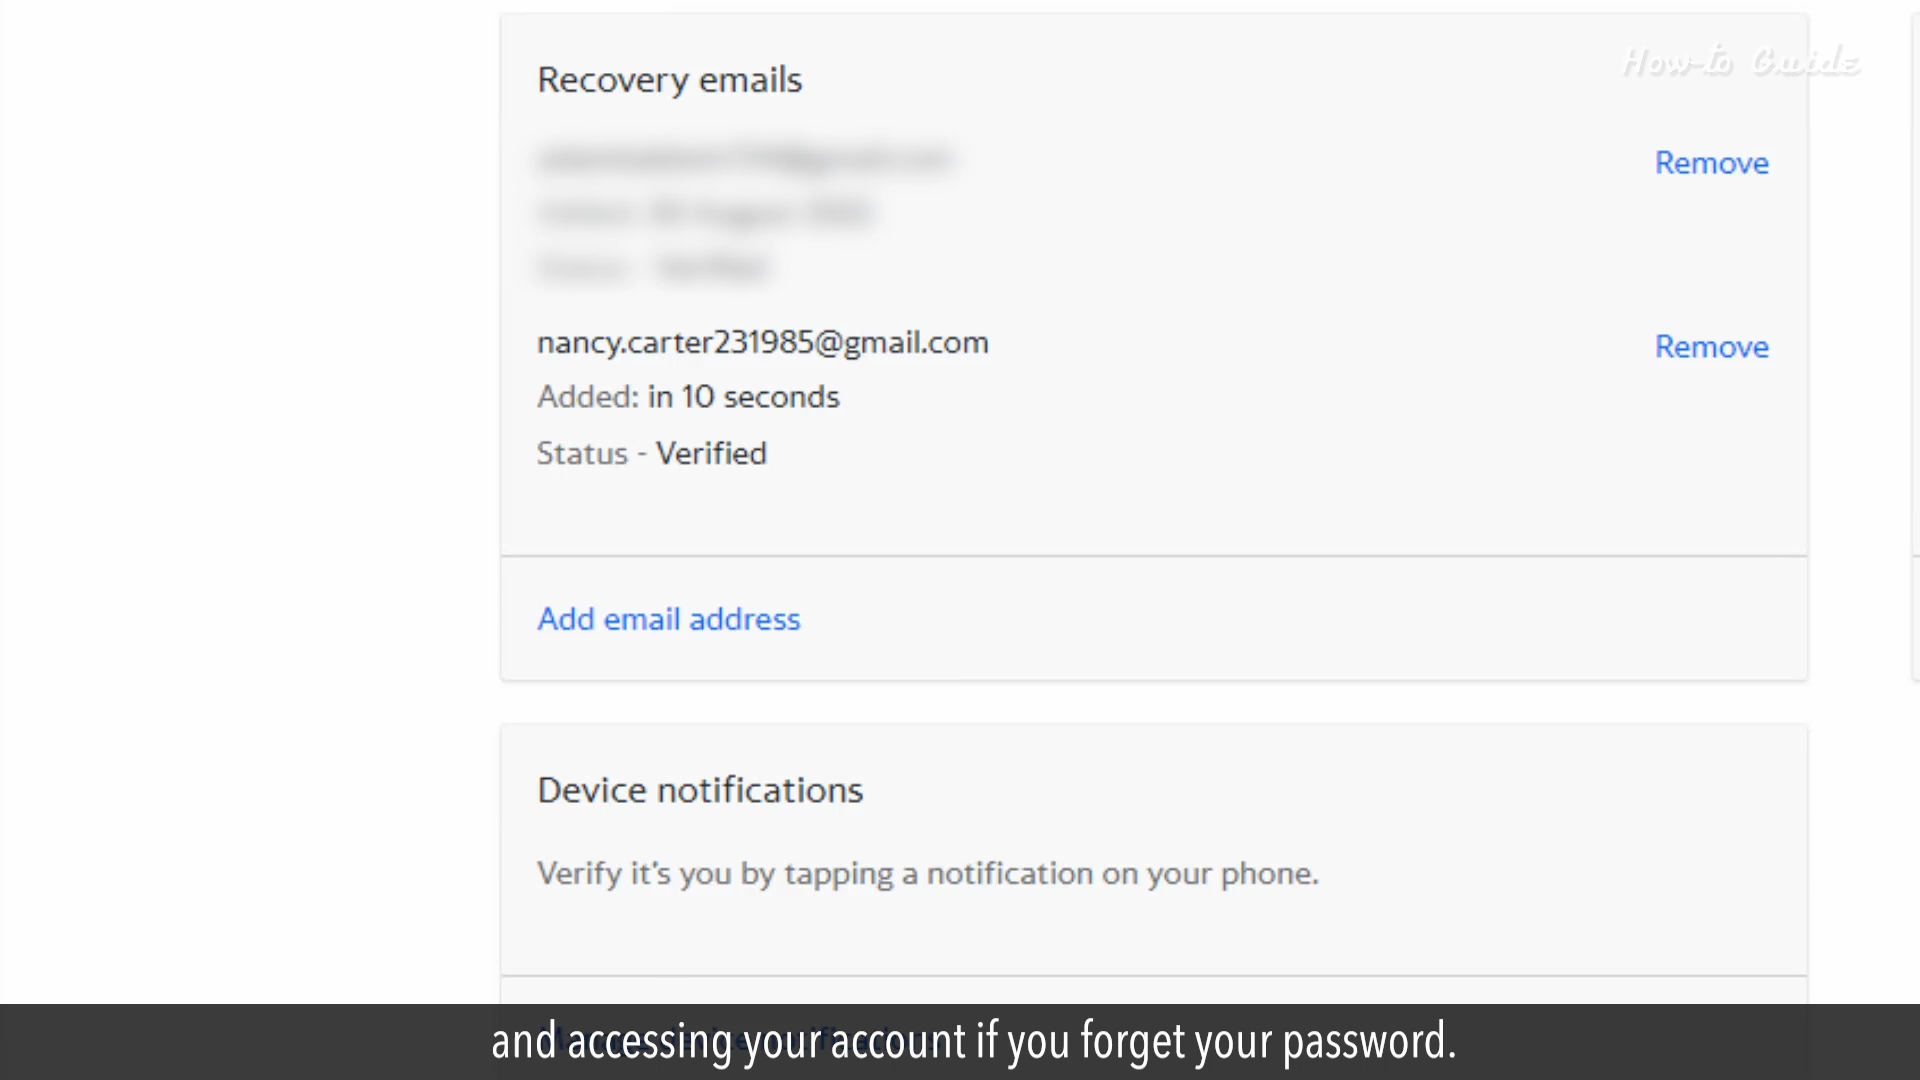 How-to Guide
Recovery emails
Remove
nancy.carter231985@gmail.com
Remove
Added: in 10 seconds
Status - Verified
Add email address
Device notifications
Verify it's you by tapping a notification on your phone.
and accessing your account if you forget your password.